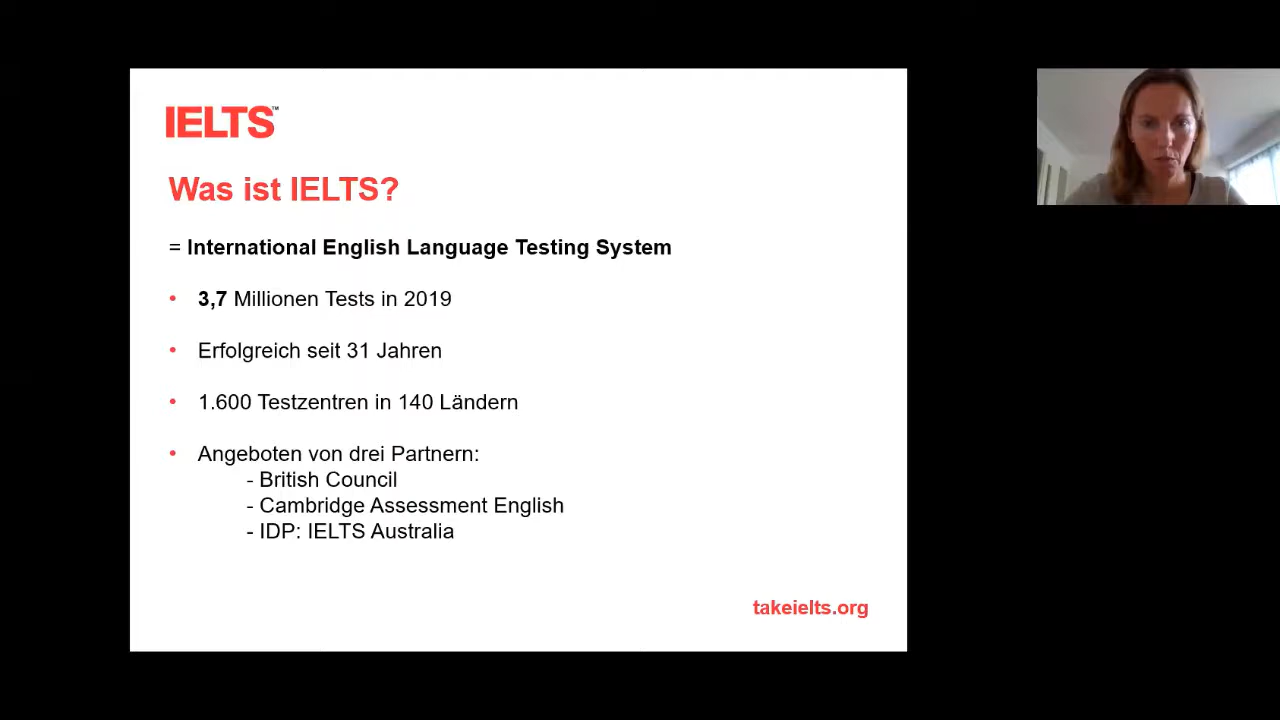 IELTS™
Was ist IELTS?
= International English Language Testing System
• 3,7 Millionen Tests in 2019
• Erfolgreich seit 31 Jahren
• 1.600 Testzentren in 140 Ländern
• Angeboten von drei Partnern:
- British Council
- Cambridge Assessment English
- IDP: IELTS Australia
takeielts.org